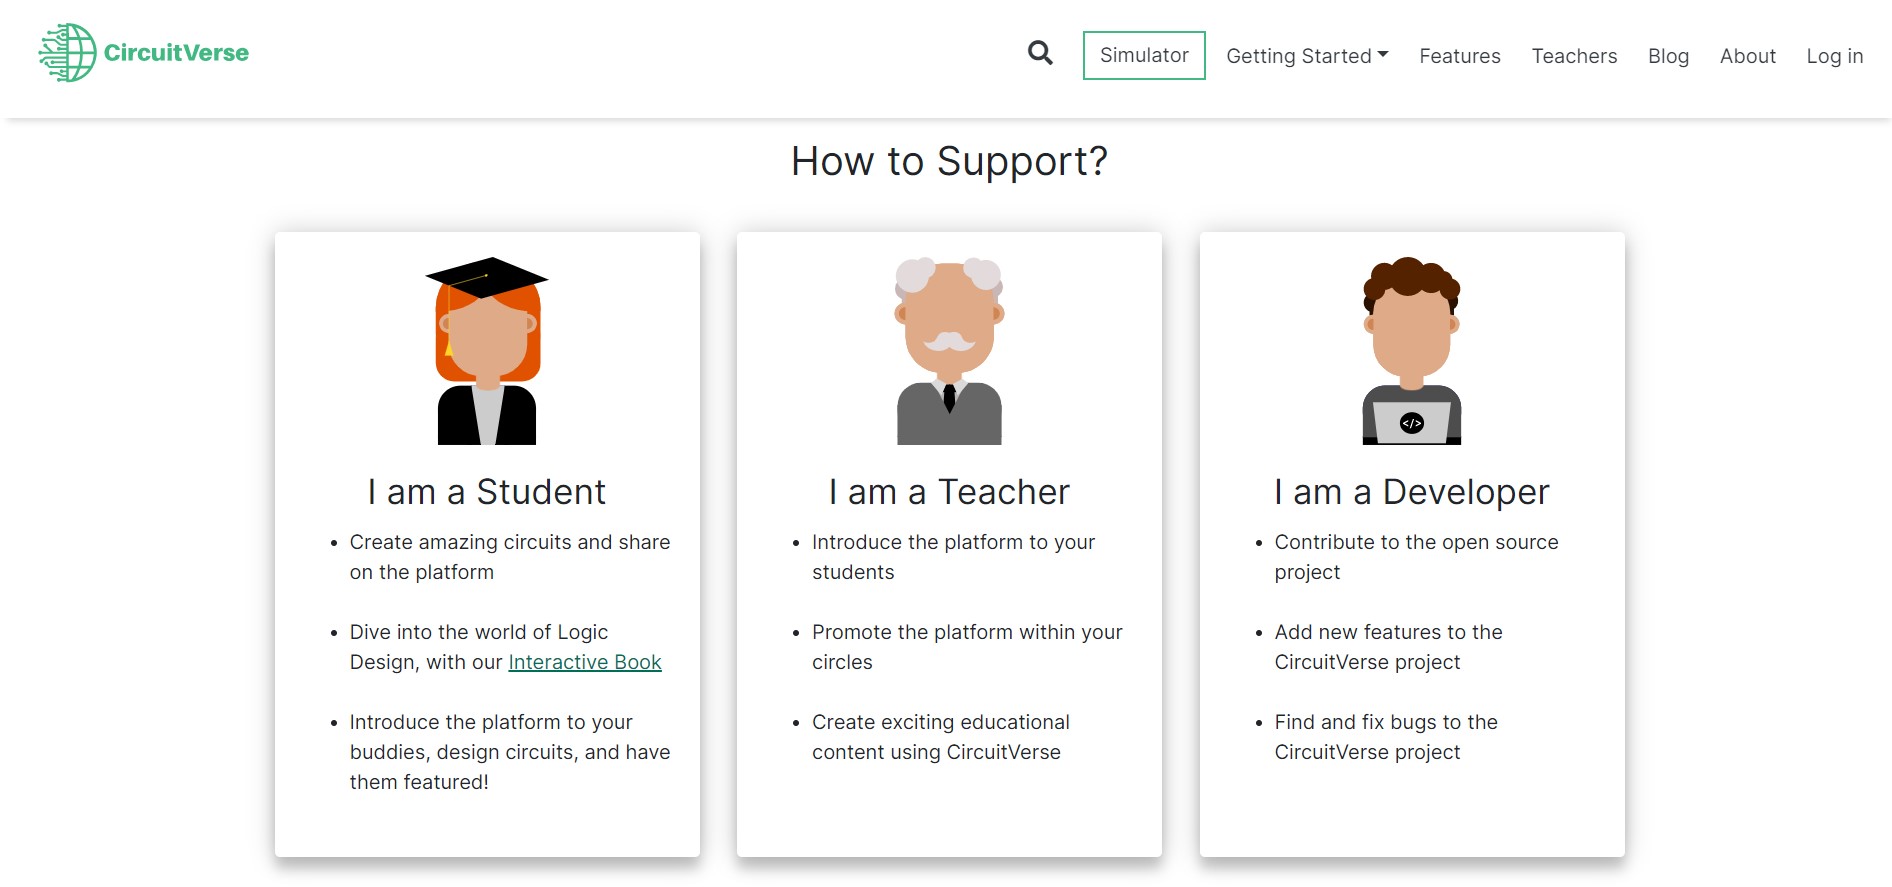 CircuitVerse
Simulator
Getting Started
Features
Teachers
Blog
About
Log in
How to Support?
I am a Student
• Create amazing circuits and share
on the platform
• Dive into the world of Logic
Design, with our Interactive Book
• Introduce the platform to your
buddies, design circuits, and have
them featured!
I am a Teacher
• Introduce the platform to your
students
• Promote the platform within your
circles
• Create exciting educational
content using CircuitVerse
</>
I am a Developer
• Contribute to the open source
project
• Add new features to the
CircuitVerse project
• Find and fix bugs to the
CircuitVerse project